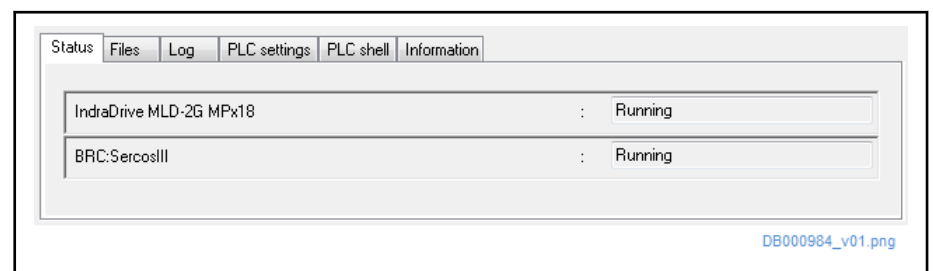 Status Files Log PLC settings PLC shell Information
IndraDrive MLD-2G MPx18 : Running
BRC:SercosIII : Running
DB000984_v01.png